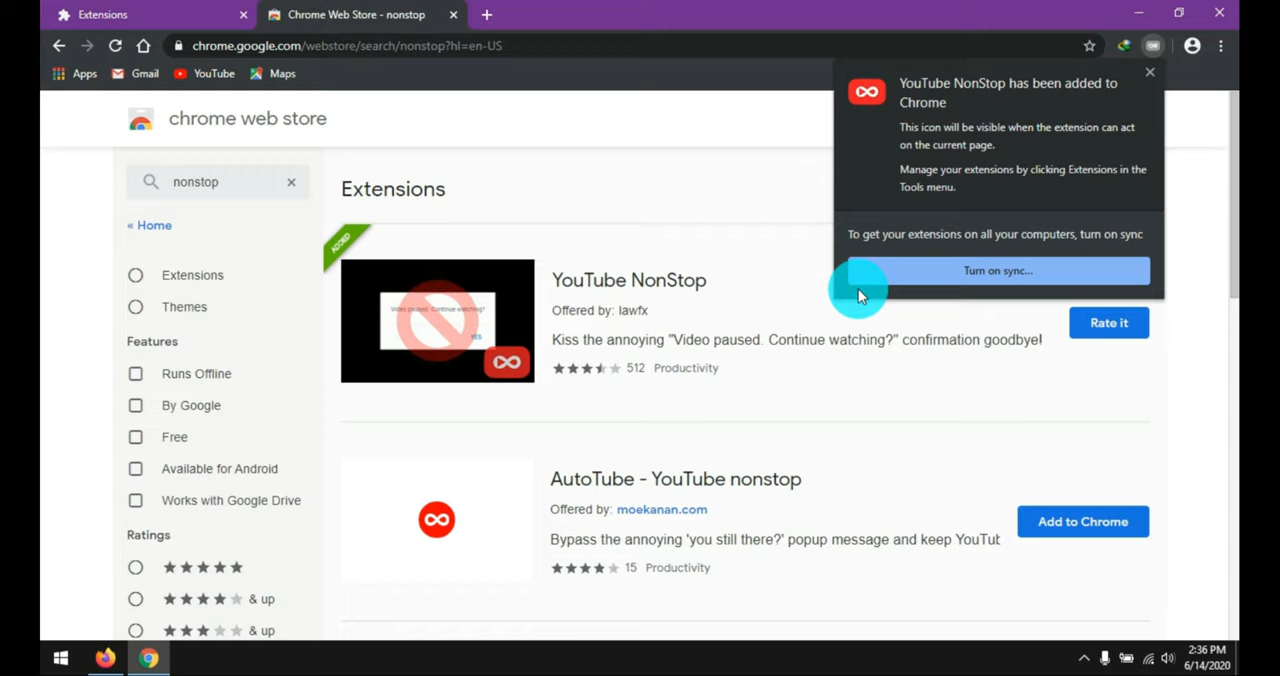 Extensions
Chrome Web Store - nonstop
chrome.google.com/webstore/search/nonstop?hl=en-US
Apps
Gmail
YouTube
Maps
chrome web store
YouTube NonStop has been added to
Chrome
This icon will be visible when the extension can act
on the current page.
Manage your extensions by clicking Extensions in the
Tools menu.
To get your extensions on all your computers, turn on sync
Turn on sync...
nonstop
« Home
Extensions
Themes
Features
Runs Offline
By Google
Free
Available for Android
Works with Google Drive
Ratings
& up
& up
Extensions
ADDED
Video paused. Continue watching?
YES
YouTube NonStop
Offered by: lawfx
Kiss the annoying "Video paused. Continue watching?" confirmation goodbye!
512 Productivity
Rate it
AutoTube - YouTube nonstop
Offered by: moekanan.com
Bypass the annoying 'you still there?' popup message and keep YouTub
15 Productivity
Add to Chrome
2:36 PM
6/14/2020